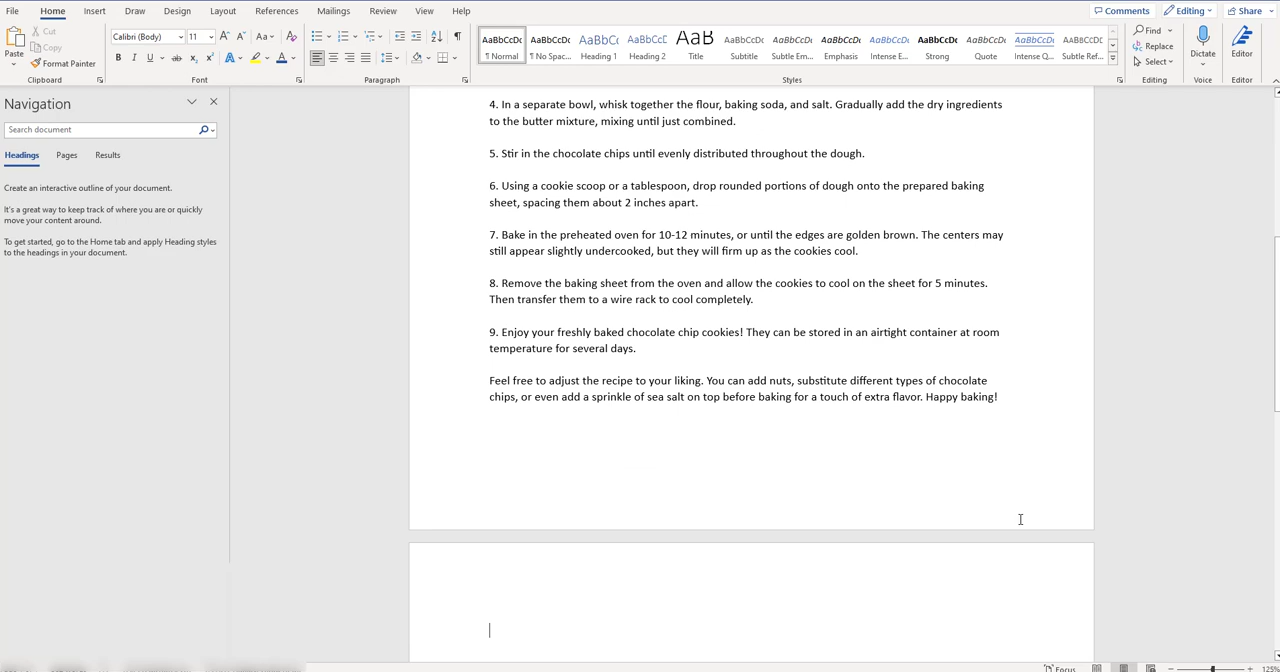 File Home Insert Draw Design Layout References Mailings Review View Help Comments Editing Share
Paste Cut Copy Format Painter Calibri (Body) 11
AaBbCcDc AaBbCcDc AaBbCc AaBbCcD AaB AaBbCcD AaBbCcDc AaBbCcDc AaBbCcDc AaBbCcDc AaBbCcDc AaBbCcDc AABBCCDC
¶ Normal ¶ No Spac... Heading 1 Heading 2 Title Subtitle Subtle Em... Emphasis Intense E... Strong Quote Intense Q... Subtle Ref...
Find Replace Select Dictate Editor
Clipboard Font Paragraph Styles Editing Voice Editor
Navigation
Search document
Headings Pages Results
Create an interactive outline of your document.
It's a great way to keep track of where you are or quickly
move your content around.
To get started, go to the Home tab and apply Heading styles
to the headings in your document.
4. In a separate bowl, whisk together the flour, baking soda, and salt. Gradually add the dry ingredients
to the butter mixture, mixing until just combined.
5. Stir in the chocolate chips until evenly distributed throughout the dough.
6. Using a cookie scoop or a tablespoon, drop rounded portions of dough onto the prepared baking
sheet, spacing them about 2 inches apart.
7. Bake in the preheated oven for 10-12 minutes, or until the edges are golden brown. The centers may
still appear slightly undercooked, but they will firm up as the cookies cool.
8. Remove the baking sheet from the oven and allow the cookies to cool on the sheet for 5 minutes.
Then transfer them to a wire rack to cool completely.
9. Enjoy your freshly baked chocolate chip cookies! They can be stored in an airtight container at room
temperature for several days.
Feel free to adjust the recipe to your liking. You can add nuts, substitute different types of chocolate
chips, or even add a sprinkle of sea salt on top before baking for a touch of extra flavor. Happy baking!
Focus 125%